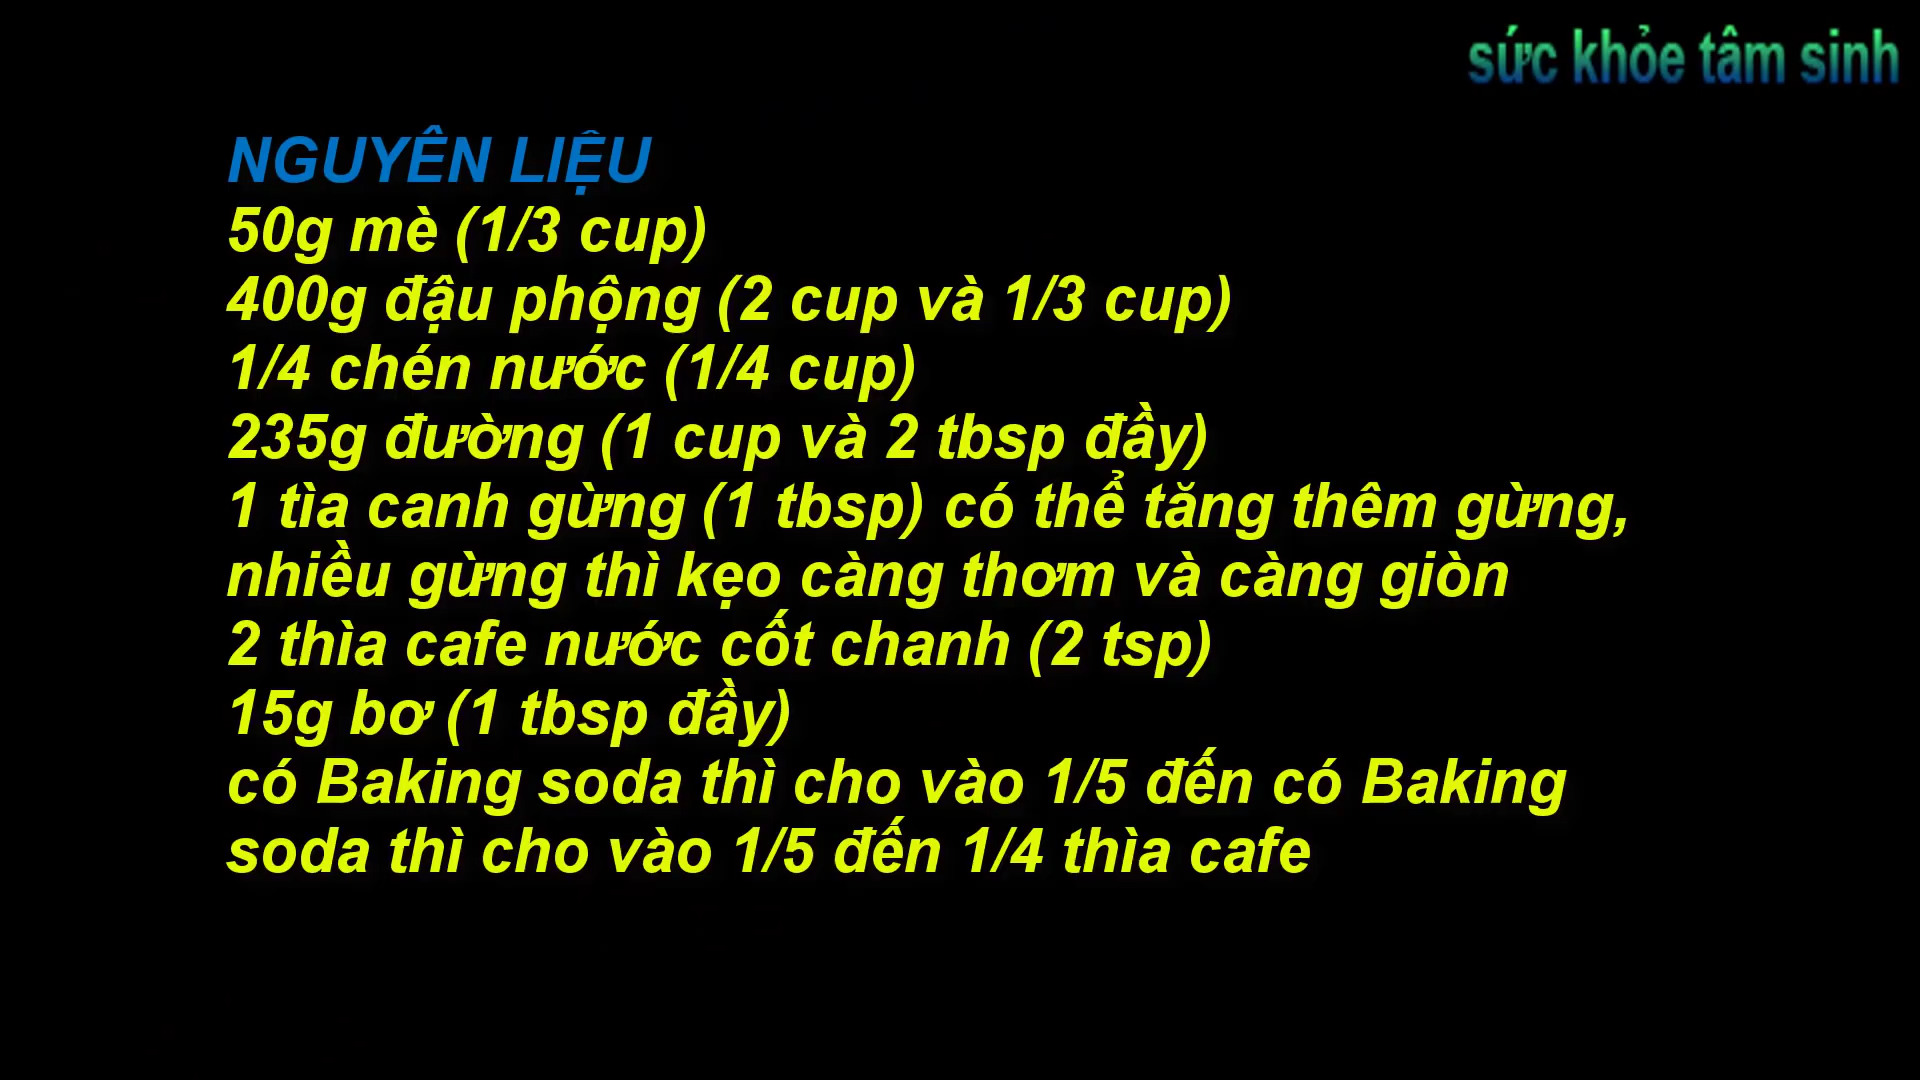 sức khỏe tâm sinh
NGUYÊN LIỆU
50g mè (1/3 cup)
400g đậu phộng (2 cup và 1/3 cup)
1/4 chén nước (1/4 cup)
235g đường (1 cup và 2 tbsp đầy)
1 tìa canh gừng (1 tbsp) có thể tăng thêm gừng,
nhiều gừng thì kẹo càng thơm và càng giòn
2 thìa cafe nước cốt chanh (2 tsp)
15g bơ (1 tbsp đầy)
có Baking soda thì cho vào 1/5 đến có Baking
soda thì cho vào 1/5 đến 1/4 thìa cafe